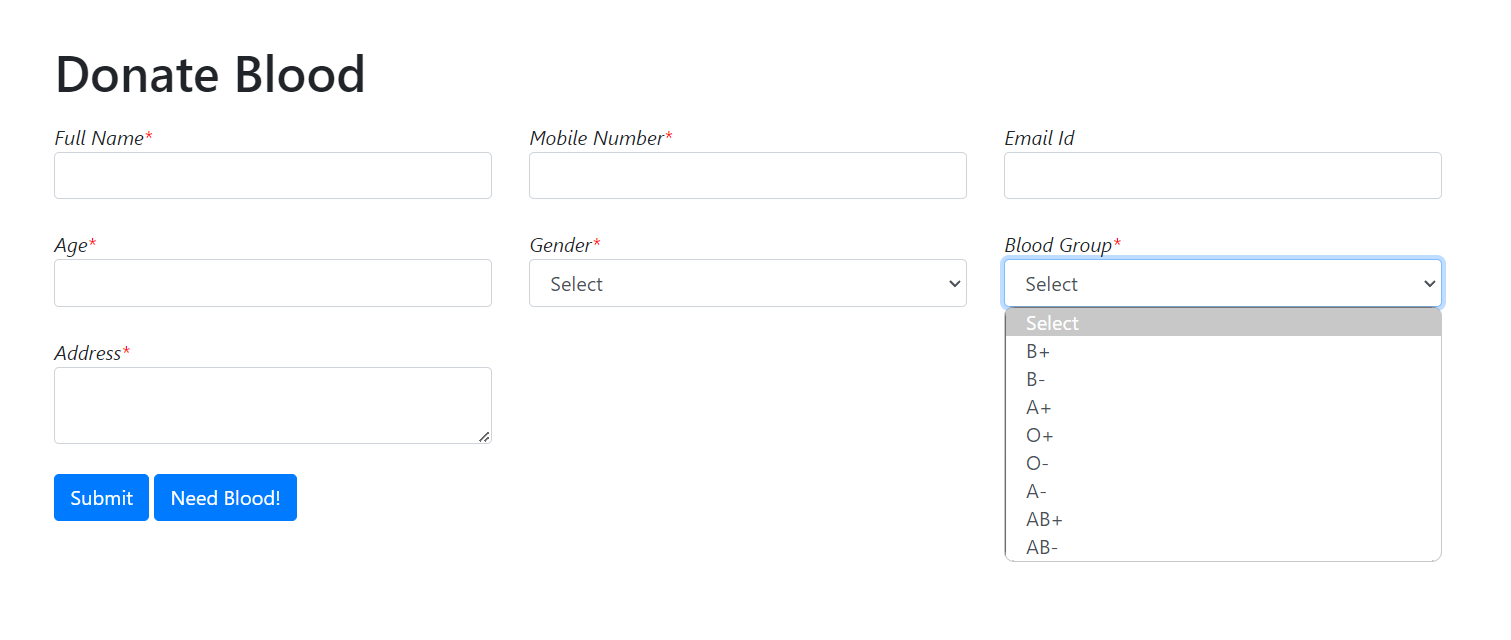 Donate Blood
Full Name*
Mobile Number*
Email Id
Age*
Gender*
Select
Blood Group*
Select
Select
B+
B-
A+
O+
O-
A-
AB+
AB-
Address*
Submit
Need Blood!